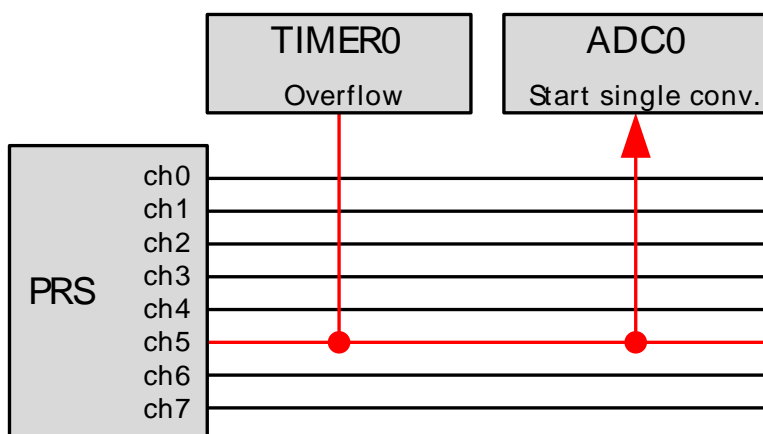 TIMER0
Overflow
ADC0
Start single conv.
PRS
ch0
ch1
ch2
ch3
ch4
ch5
ch6
ch7